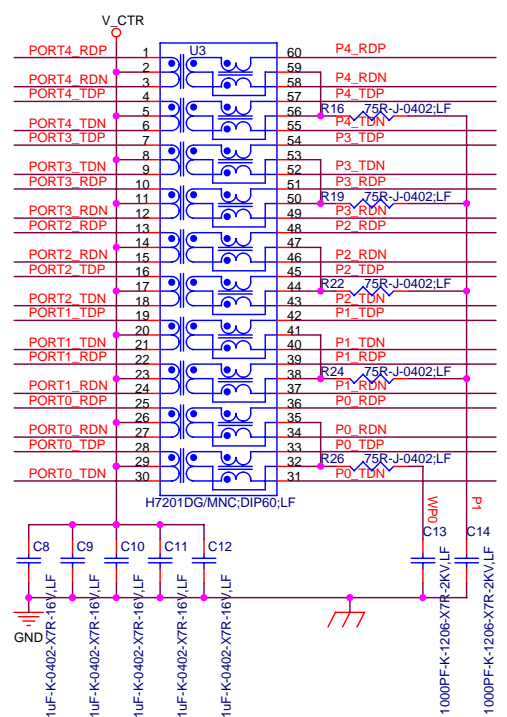 V_CTR
U3
PORT4_RDP 1 60 P4_RDP
2 59
PORT4_RDN 3 58 P4_RDN
PORT4_TDP 4 57 P4_TDP
5 56 R16 75R-J-0402;LF
PORT4_TDN 6 55 P4_TDN
PORT3_TDP 7 54 P3_TDP
8 53
PORT3_TDN 9 52 P3_TDN
PORT3_RDP 10 51 P3_RDP
11 50 R19 75R-J-0402;LF
PORT3_RDN 12 49 P3_RDN
PORT2_RDP 13 48 P2_RDP
14 47
PORT2_RDN 15 46 P2_RDN
PORT2_TDP 16 45 P2_TDP
17 44 R22 75R-J-0402;LF
PORT2_TDN 18 43 P2_TDN
PORT1_TDP 19 42 P1_TDP
20 41
PORT1_TDN 21 40 P1_TDN
PORT1_RDP 22 39 P1_RDP
23 38 R24 75R-J-0402;LF
PORT1_RDN 24 37 P1_RDN
PORT0_RDP 25 36 P0_RDP
26 35
PORT0_RDN 27 34 P0_RDN
PORT0_TDP 28 33 P0_TDP
29 32 R26 75R-J-0402;LF
PORT0_TDN 30 31 P0_TDN
H7201DG/MNC;DIP60;LF
WP0
P1
C8 C9 C10 C11 C12 C13 C14
GND
1uF-K-0402-X7R-16V,LF
1uF-K-0402-X7R-16V,LF
1uF-K-0402-X7R-16V,LF
1uF-K-0402-X7R-16V,LF
1uF-K-0402-X7R-16V,LF
1000PF-K-1206-X7R-2KV,LF
1000PF-K-1206-X7R-2KV,LF